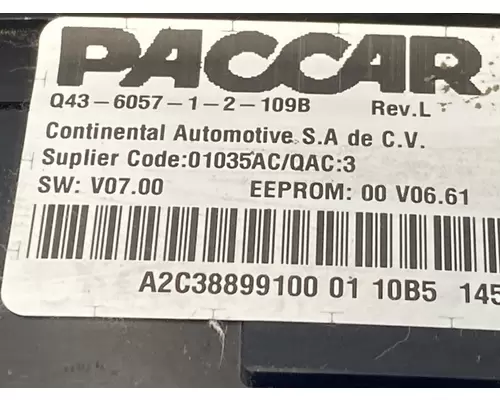 PACCAR
Q43-6057-1-2-109B Rev.L
Continental Automotive S.A de C.V.
Suplier Code:01035AC/QAC:3
SW: V07.00 EEPROM: 00 V06.61
A2C38899100 01 10B5 145